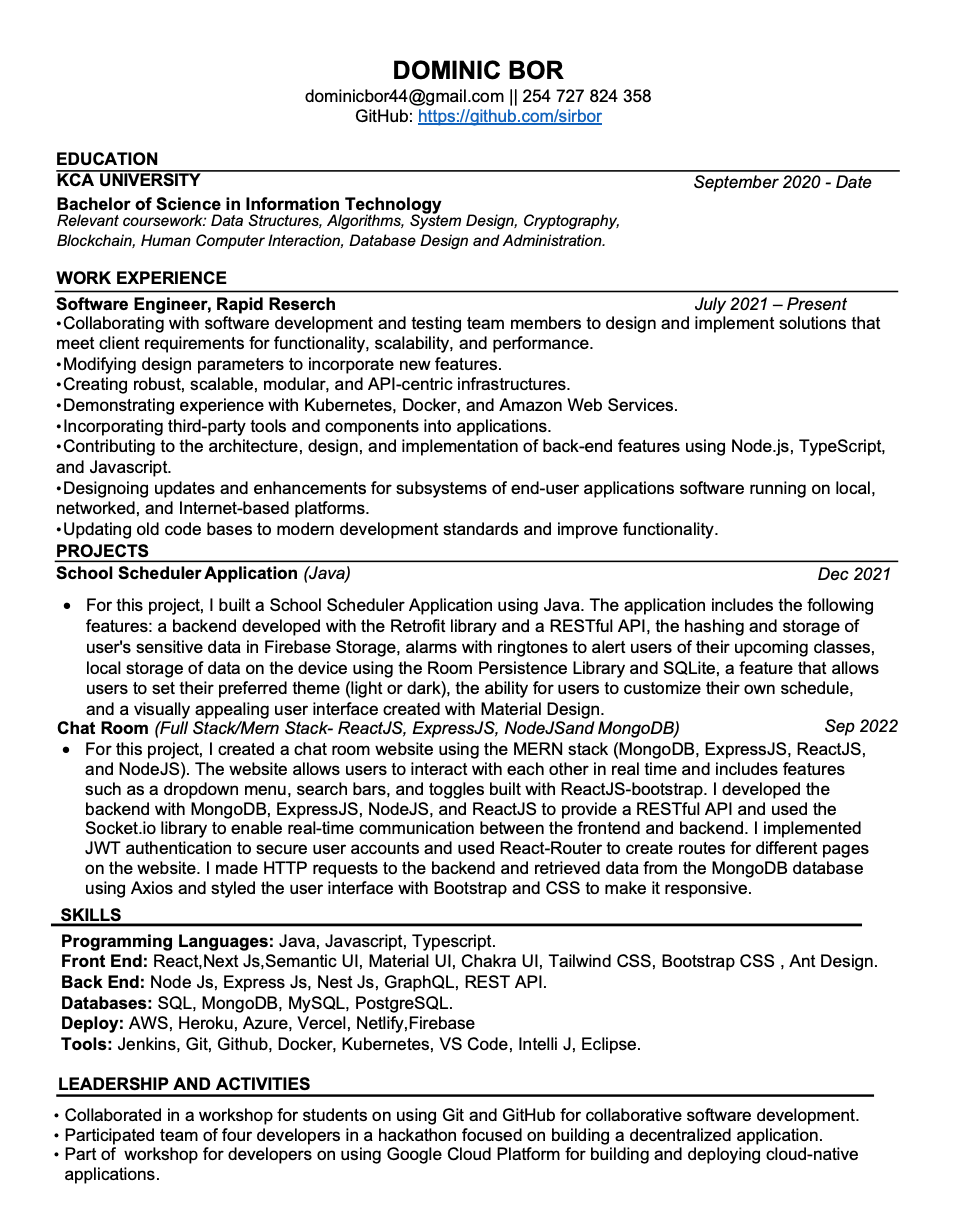 DOMINIC BOR
dominicbor44@gmail.com || 254 727 824 358
GitHub: https://github.com/sirbor
EDUCATION
KCA UNIVERSITY September 2020 - Date
Bachelor of Science in Information Technology
Relevant coursework: Data Structures, Algorithms, System Design, Cryptography,
Blockchain, Human Computer Interaction, Database Design and Administration.
WORK EXPERIENCE
Software Engineer, Rapid Reserch July 2021 – Present
•Collaborating with software development and testing team members to design and implement solutions that
meet client requirements for functionality, scalability, and performance.
•Modifying design parameters to incorporate new features.
•Creating robust, scalable, modular, and API-centric infrastructures.
•Demonstrating experience with Kubernetes, Docker, and Amazon Web Services.
•Incorporating third-party tools and components into applications.
•Contributing to the architecture, design, and implementation of back-end features using Node.js, TypeScript,
and Javascript.
•Designoing updates and enhancements for subsystems of end-user applications software running on local,
networked, and Internet-based platforms.
•Updating old code bases to modern development standards and improve functionality.
PROJECTS
School Scheduler Application (Java) Dec 2021
• For this project, I built a School Scheduler Application using Java. The application includes the following
features: a backend developed with the Retrofit library and a RESTful API, the hashing and storage of
user's sensitive data in Firebase Storage, alarms with ringtones to alert users of their upcoming classes,
local storage of data on the device using the Room Persistence Library and SQLite, a feature that allows
users to set their preferred theme (light or dark), the ability for users to customize their own schedule,
and a visually appealing user interface created with Material Design.
Chat Room (Full Stack/Mern Stack- ReactJS, ExpressJS, NodeJSand MongoDB) Sep 2022
• For this project, I created a chat room website using the MERN stack (MongoDB, ExpressJS, ReactJS,
and NodeJS). The website allows users to interact with each other in real time and includes features
such as a dropdown menu, search bars, and toggles built with ReactJS-bootstrap. I developed the
backend with MongoDB, ExpressJS, NodeJS, and ReactJS to provide a RESTful API and used the
Socket.io library to enable real-time communication between the frontend and backend. I implemented
JWT authentication to secure user accounts and used React-Router to create routes for different pages
on the website. I made HTTP requests to the backend and retrieved data from the MongoDB database
using Axios and styled the user interface with Bootstrap and CSS to make it responsive.
SKILLS
Programming Languages: Java, Javascript, Typescript.
Front End: React,Next Js,Semantic UI, Material UI, Chakra UI, Tailwind CSS, Bootstrap CSS , Ant Design.
Back End: Node Js, Express Js, Nest Js, GraphQL, REST API.
Databases: SQL, MongoDB, MySQL, PostgreSQL.
Deploy: AWS, Heroku, Azure, Vercel, Netlify,Firebase
Tools: Jenkins, Git, Github, Docker, Kubernetes, VS Code, Intelli J, Eclipse.
LEADERSHIP AND ACTIVITIES
• Collaborated in a workshop for students on using Git and GitHub for collaborative software development.
• Participated team of four developers in a hackathon focused on building a decentralized application.
• Part of workshop for developers on using Google Cloud Platform for building and deploying cloud-native
applications.